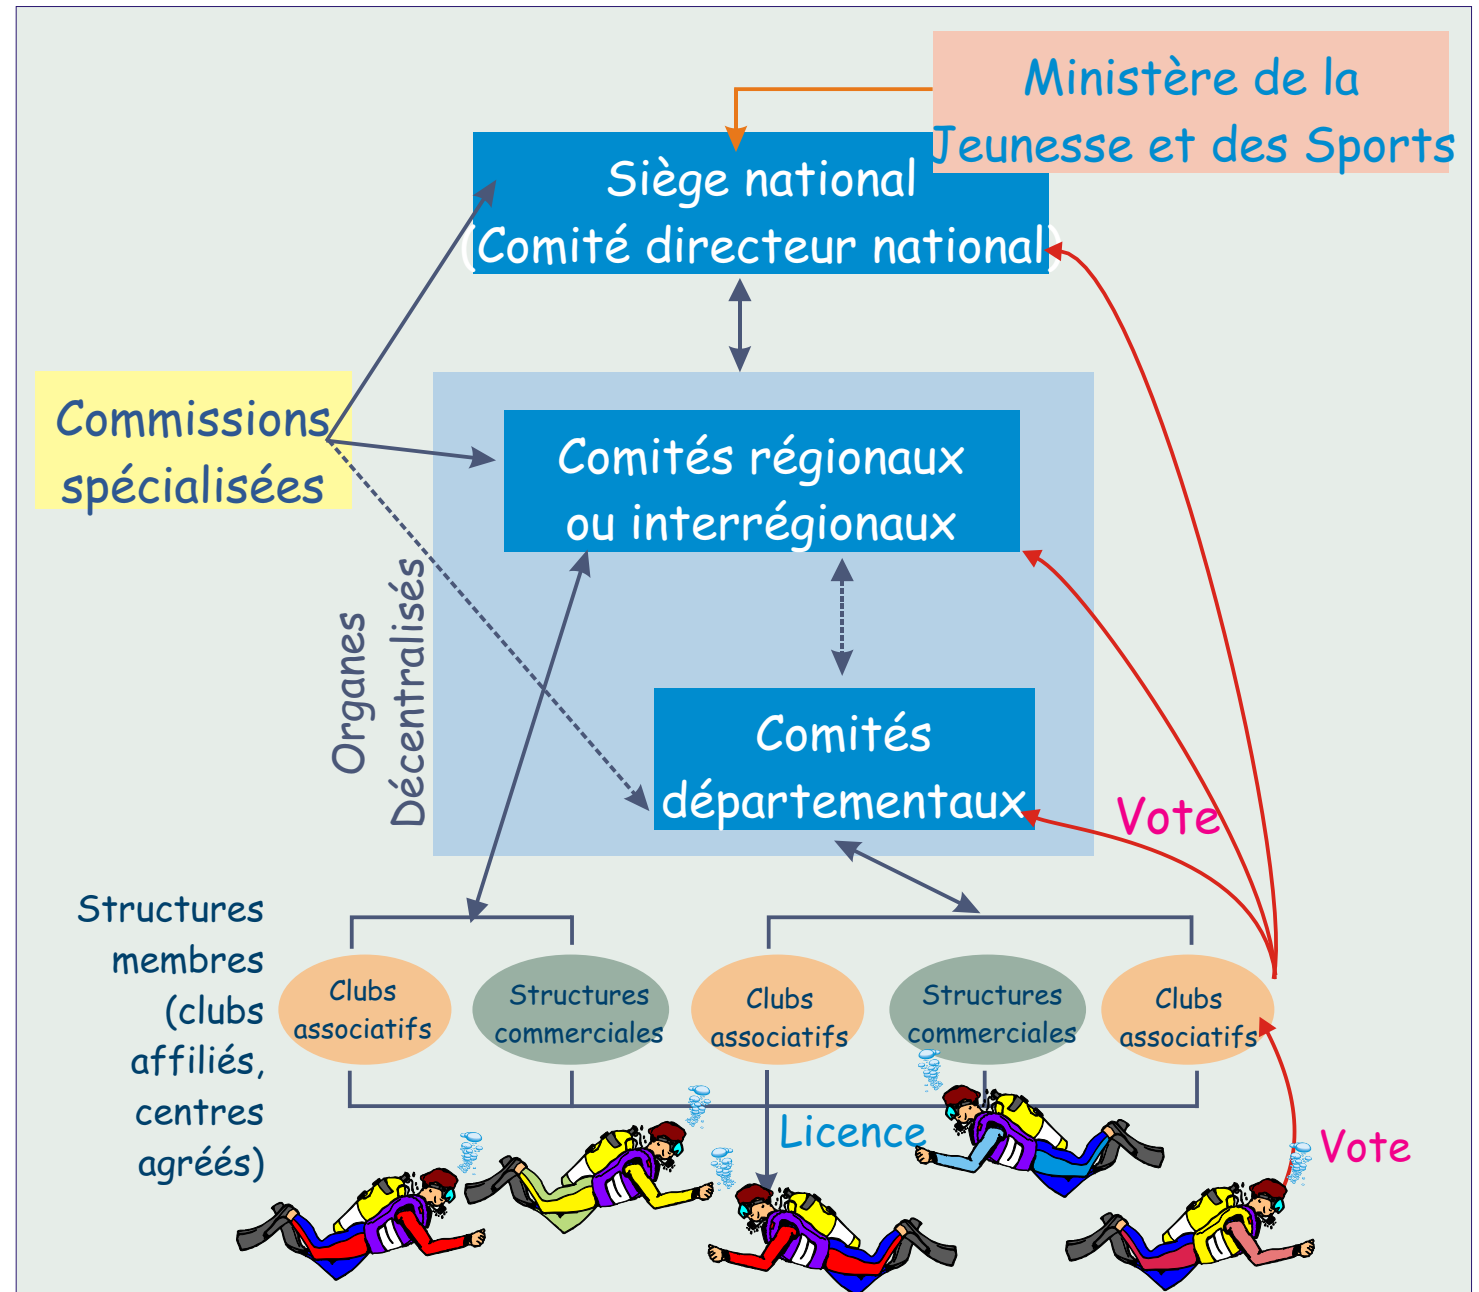 Ministère de la
Jeunesse et des Sports
Siège national
(Comité directeur national)
Commissions
spécialisées
Comités régionaux
ou interrégionaux
Organes
Décentralisés
Comités
départementaux
Vote
Structures
membres
(clubs
affiliés,
centres
agréés)
Clubs
associatifs
Structures
commerciales
Clubs
associatifs
Structures
commerciales
Clubs
associatifs
Licence
Vote